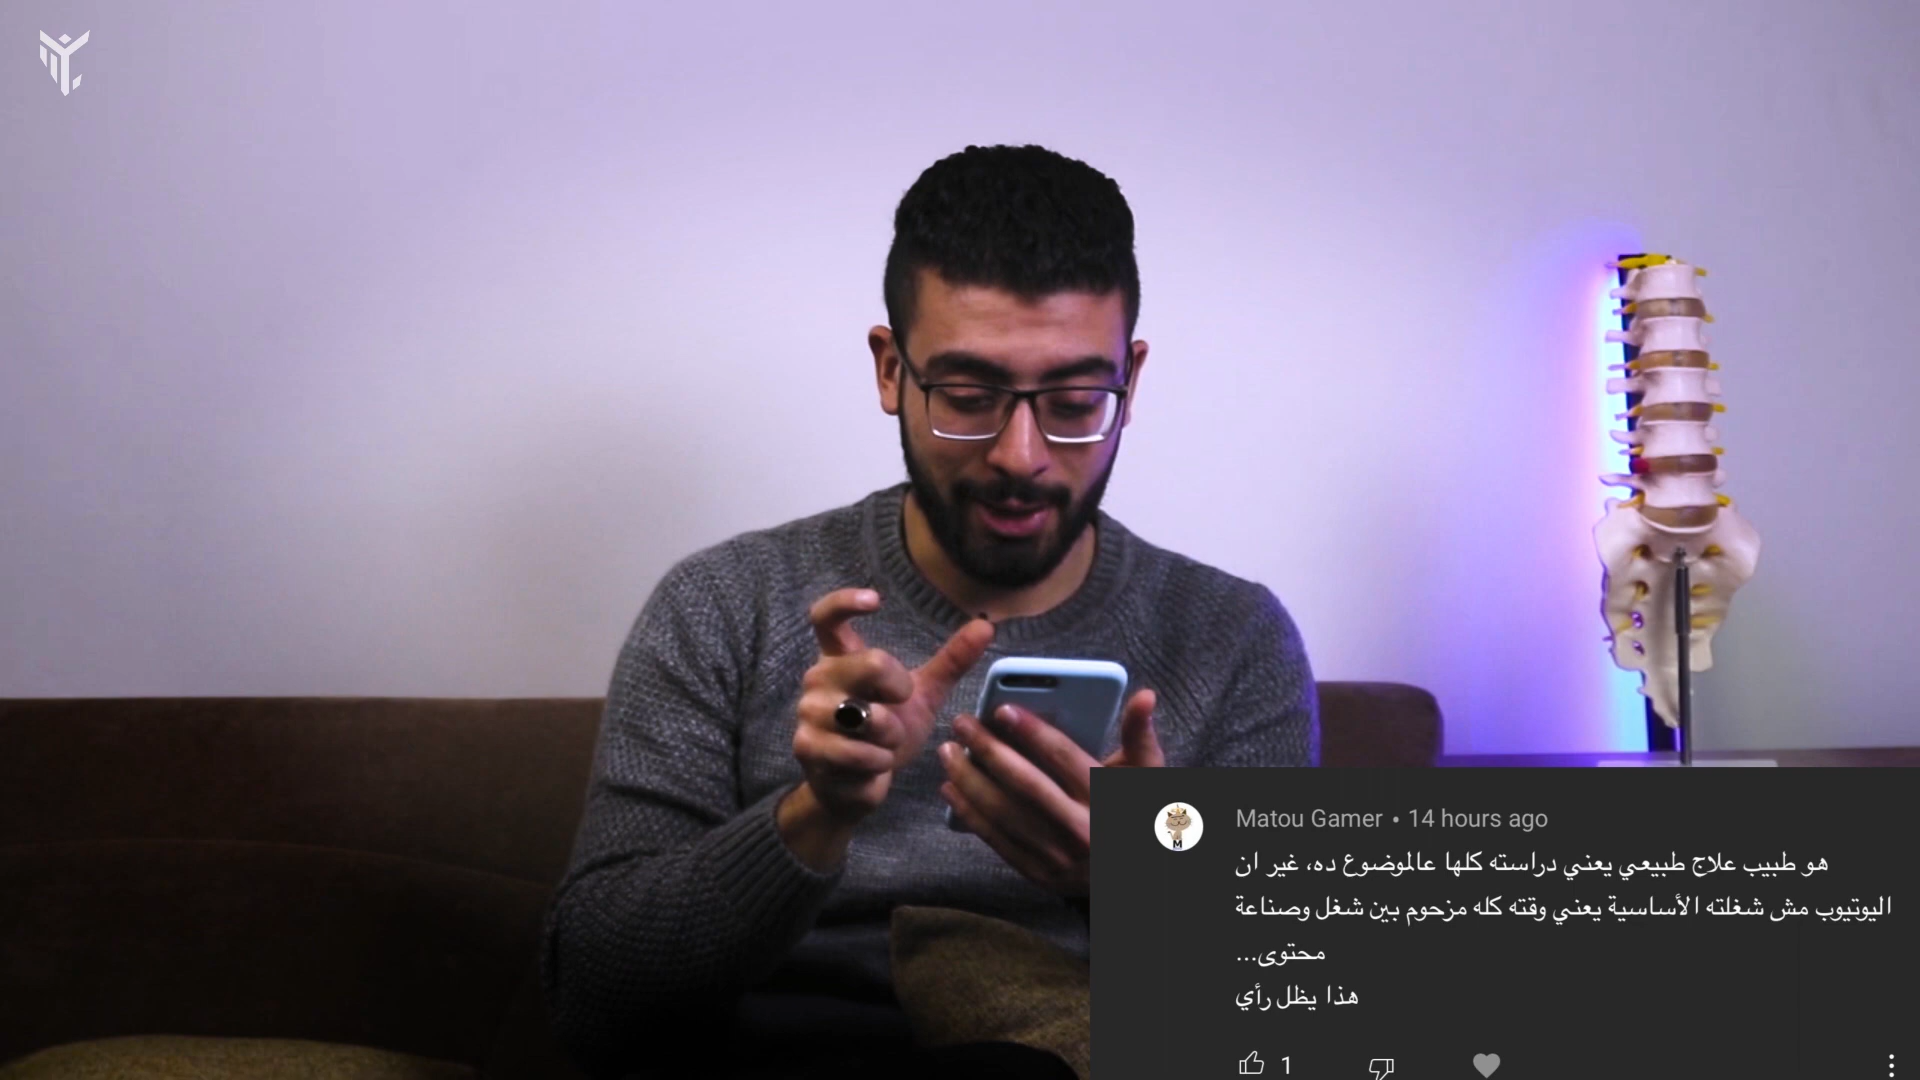 Matou Gamer • 14 hours ago
هو طبيب علاج طبيعي يعني دراسته كلها عالموضوع ده، غير ان
اليوتيوب مش شغلته الأساسية يعني وقته كله مزحوم بين شغل وصناعة
محتوى...
هذا يظل رأي
1
M